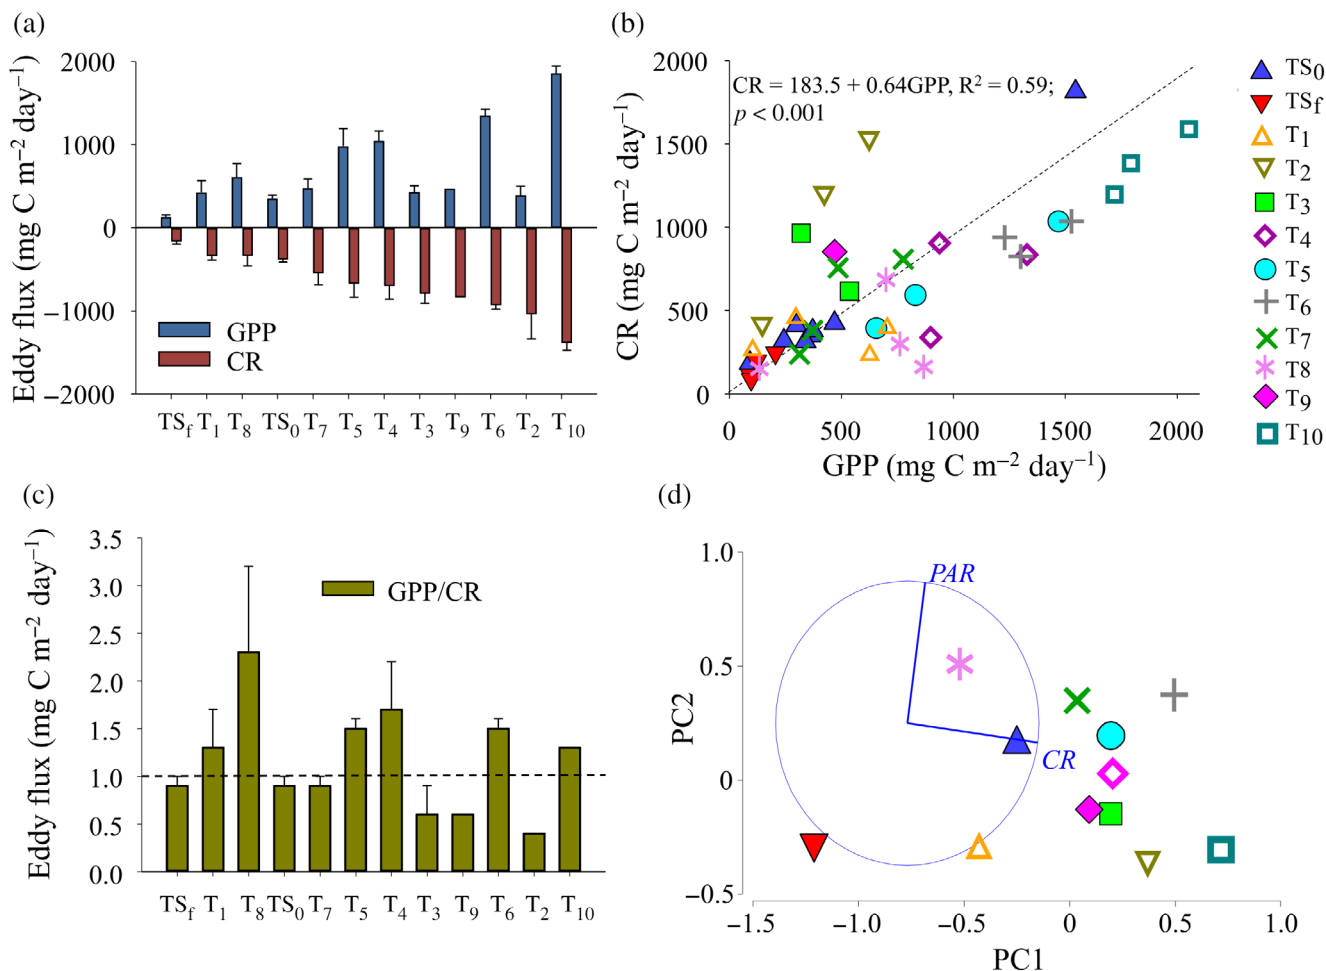 (a)
Eddy flux (mg C m⁻² day⁻¹)
2000
1000
0
−1000
−2000
GPP
CR
TSf T1 T8 TS0 T7 T5 T4 T3 T9 T6 T2 T10
(b)
CR (mg C m⁻² day⁻¹)
2000
1500
1000
500
0
CR = 183.5 + 0.64GPP, R² = 0.59;
p < 0.001
0 500 1000 1500 2000
GPP (mg C m⁻² day⁻¹)
TS0
TSf
T1
T2
T3
T4
T5
T6
T7
T8
T9
T10
(c)
Eddy flux (mg C m⁻² day⁻¹)
3.5
3.0
2.5
2.0
1.5
1.0
0.5
0.0
GPP/CR
TSf T1 T8 TS0 T7 T5 T4 T3 T9 T6 T2 T10
(d)
PC2
1.0
0.5
0
−0.5
PAR
CR
−1.5 −1.0 −0.5 0 0.5 1.0
PC1